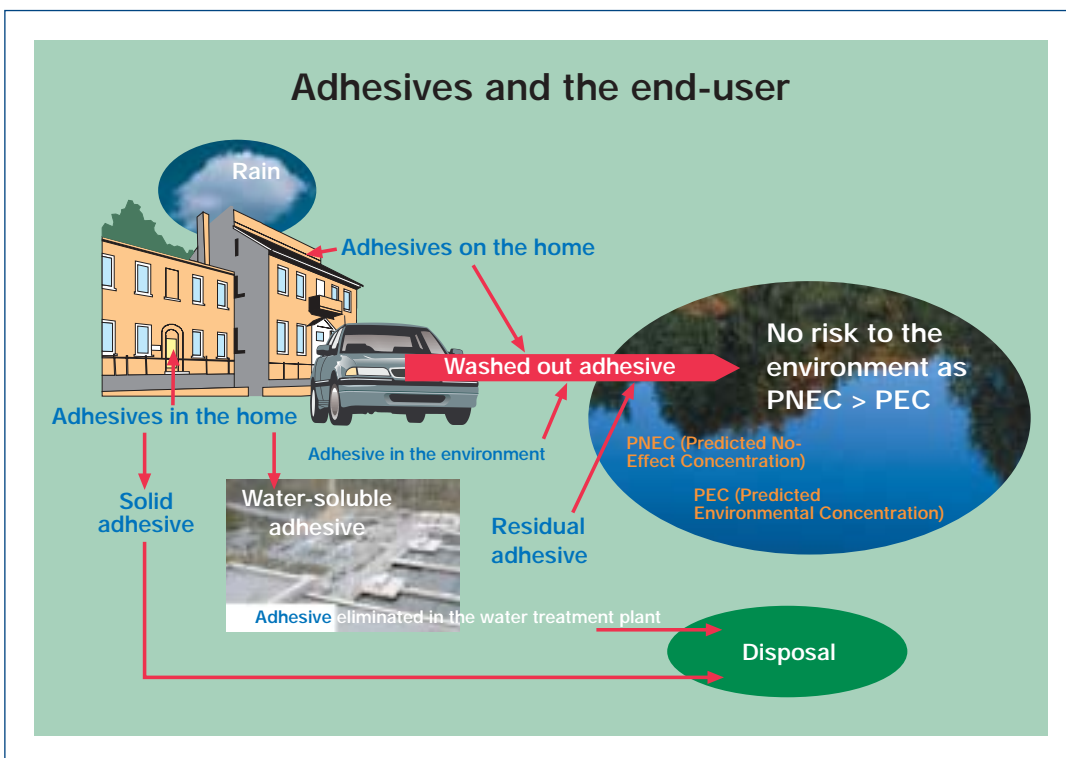 Adhesives and the end-user
Rain
Adhesives on the home
Washed out adhesive
No risk to the
environment as
PNEC > PEC
Adhesives in the home
PNEC (Predicted No-
Effect Concentration)
Adhesive in the environment
PEC (Predicted
Environmental Concentration)
Solid
adhesive
Water-soluble
adhesive
Residual
adhesive
Adhesive eliminated in the water treatment plant
Disposal